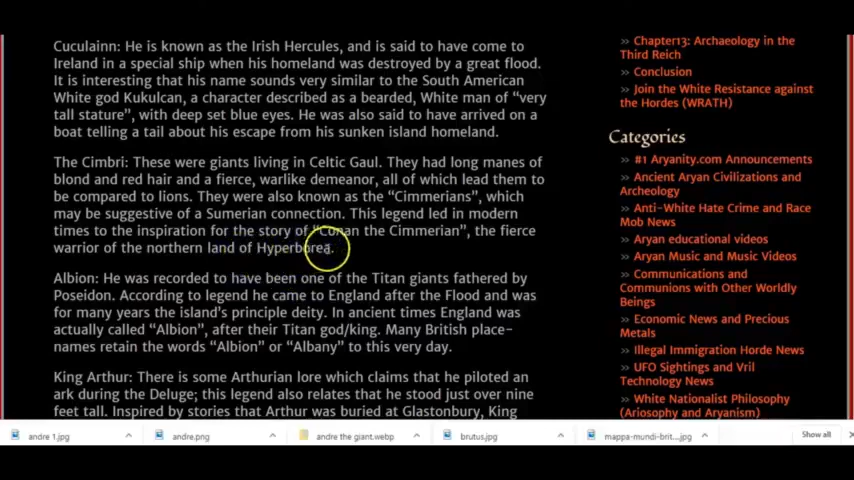 Cuculainn: He is known as the Irish Hercules, and is said to have come to
Ireland in a special ship when his homeland was destroyed by a great flood.
It is interesting that his name sounds very similar to the South American
White god Kukulcan, a character described as a bearded, White man of “very
tall stature”, with deep set blue eyes. He was also said to have arrived on a
boat telling a tail about his escape from his sunken island homeland.
The Cimbri: These were giants living in Celtic Gaul. They had long manes of
blond and red hair and a fierce, warlike demeanor, all of which lead them to
be compared to lions. They were also known as the “Cimmerians”, which
may be suggestive of a Sumerian connection. This legend led in modern
times to the inspiration for the story of “Conan the Cimmerian”, the fierce
warrior of the northern land of Hyperborea.
Albion: He was recorded to have been one of the Titan giants fathered by
Poseidon. According to legend he came to England after the Flood and was
for many years the island’s principle deity. In ancient times England was
actually called “Albion”, after their Titan god/king. Many British place-
names retain the words “Albion” or “Albany” to this very day.
King Arthur: There is some Arthurian lore which claims that he piloted an
ark during the Deluge; this legend also relates that he stood just over nine
feet tall. Inspired by stories that Arthur was buried at Glastonbury, King
» Chapter13: Archaeology in the
Third Reich
» Conclusion
» Join the White Resistance against
the Hordes (WRATH)
Categories
» #1 Aryanity.com Announcements
» Ancient Aryan Civilizations and
Archeology
» Anti-White Hate Crime and Race
Mob News
» Aryan educational videos
» Aryan Music and Music Videos
» Communications and
Communions with Other Worldly
Beings
» Economic News and Precious
Metals
» Illegal Immigration Horde News
» UFO Sightings and Vril
Technology News
» White Nationalist Philosophy
(Ariosophy and Aryanism)
andre 1.jpg
andre.png
andre the giant.webp
brutus.jpg
mappa-mundi-brit....jpg
Show all